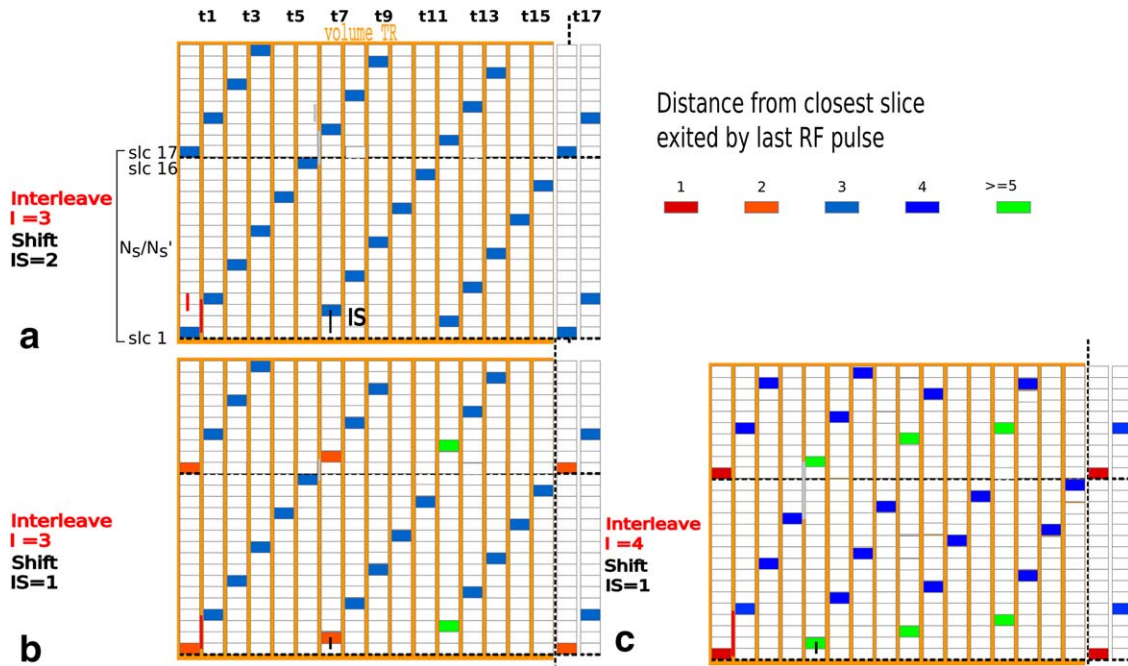 t1 t3 t5 t7 t9 t11 t13 t15 t17
volume TR
slc 17
slc 16
Interleave
I =3
Shift
IS=2
Ns/Ns'
I
IS
slc 1
a
Distance from closest slice
exited by last RF pulse
1 2 3 4 >=5
Interleave
I =3
Shift
IS=1
b
Interleave
I =4
Shift
IS=1
c